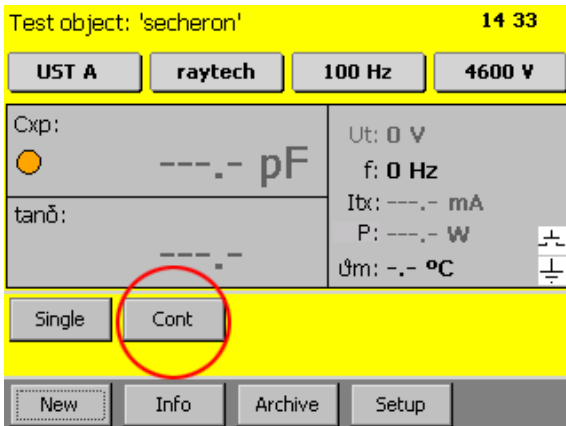 Test object: 'secheron' 14 33
UST A raytech 100 Hz 4600 V
Cxp:
---.- pF
tanδ:
---.-
Ut: 0 V
f: 0 Hz
Itx: ---.- mA
P: ---.- W
ϑm: -.- ºC
Single Cont
New Info Archive Setup